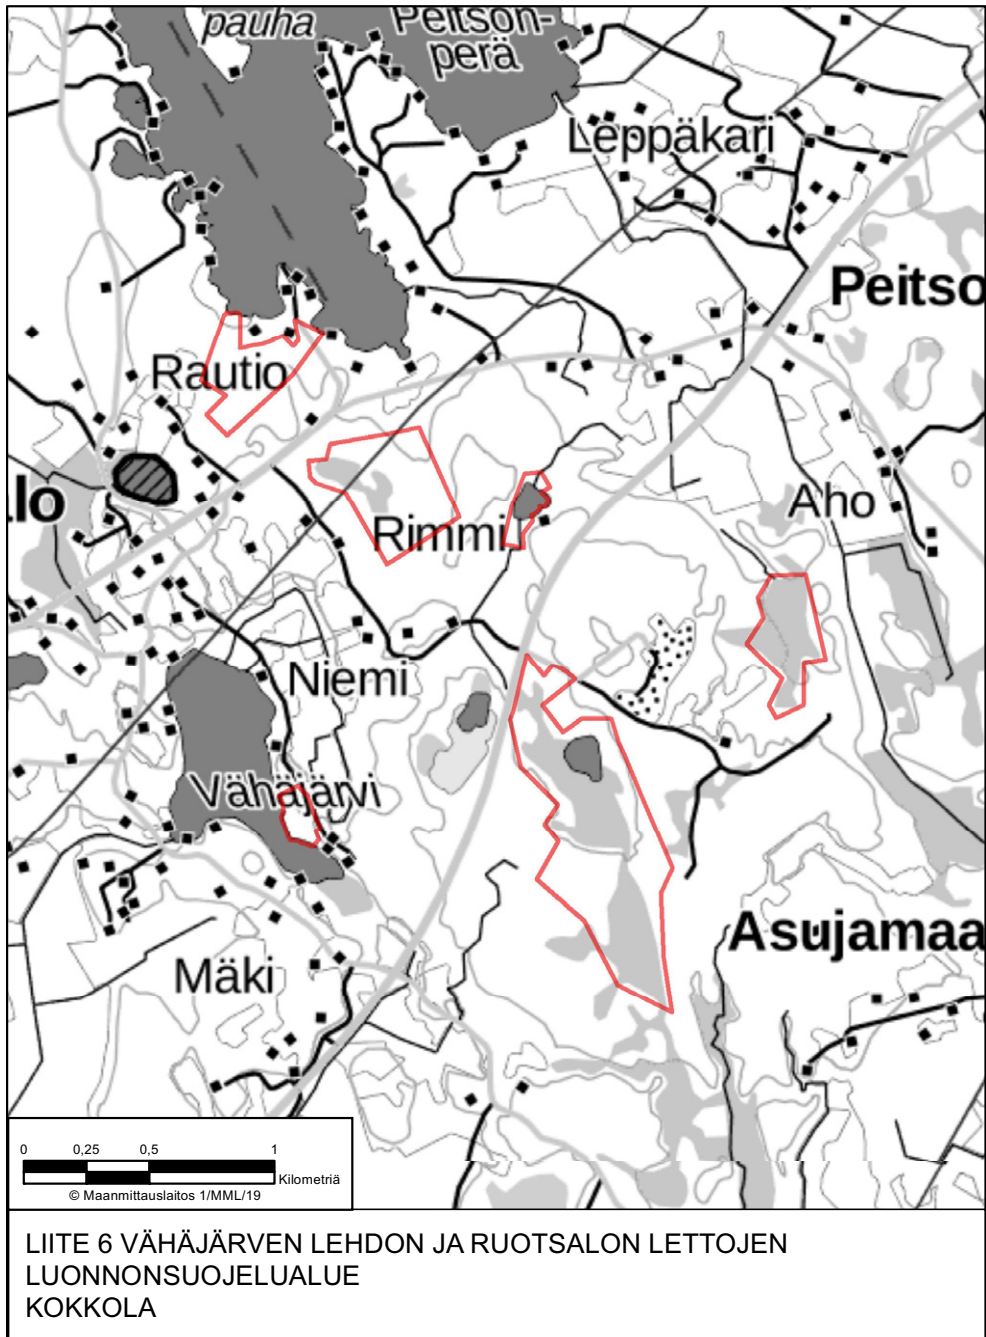 pauha
Peitson-
perä
Leppäkari
Peitso
Rautio
lo
Rimmi
Aho
Niemi
Vähäjärvi
Asujamaa
Mäki
0 0,25 0,5 1
Kilometriä
© Maanmittauslaitos 1/MML/19
LIITE 6 VÄHÄJÄRVEN LEHDON JA RUOTSALON LETTOJEN
LUONNONSUOJELUALUE
KOKKOLA